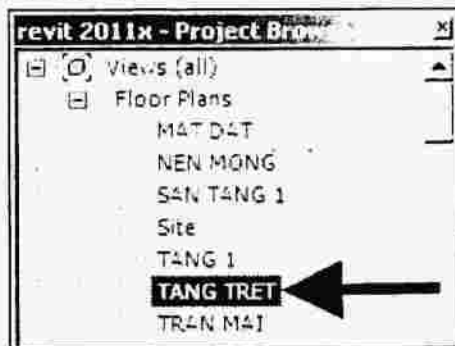 revit 2011x - Project Brow
Views (all)
Floor Plans
MAT DAT
NEN MONG
SAN TANG 1
Site
TANG 1
TANG TRET
TRAN MAI